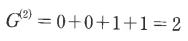 G⁽²⁾ = 0 + 0 + 1 + 1 = 2